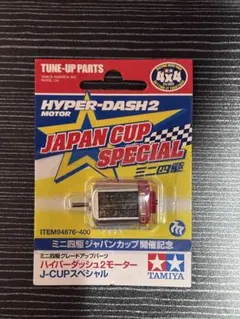 TUNE-UP PARTS
4x4
HYPER-DASH 2
MOTOR
JAPAN CUP
SPECIAL
ミニ四駆
ITEM94876-400
ミニ四駆 ジャパンカップ 開催記念
ミニ四駆グレードアップパーツ
ハイパーダッシュ2モーター
J-CUPスペシャル
TAMIYA